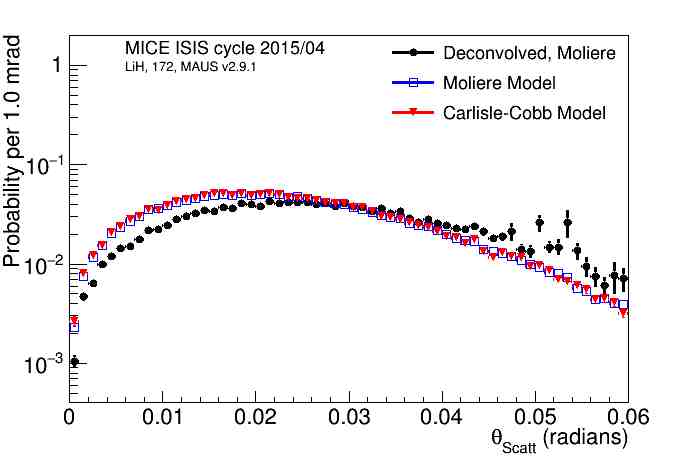 MICE ISIS cycle 2015/04
LiH, 172, MAUS v2.9.1
Deconvolved, Moliere
Moliere Model
Carlisle-Cobb Model
Probability per 1.0 mrad
1
10−1
10−2
10−3
0 0.01 0.02 0.03 0.04 0.05 0.06
θScatt (radians)